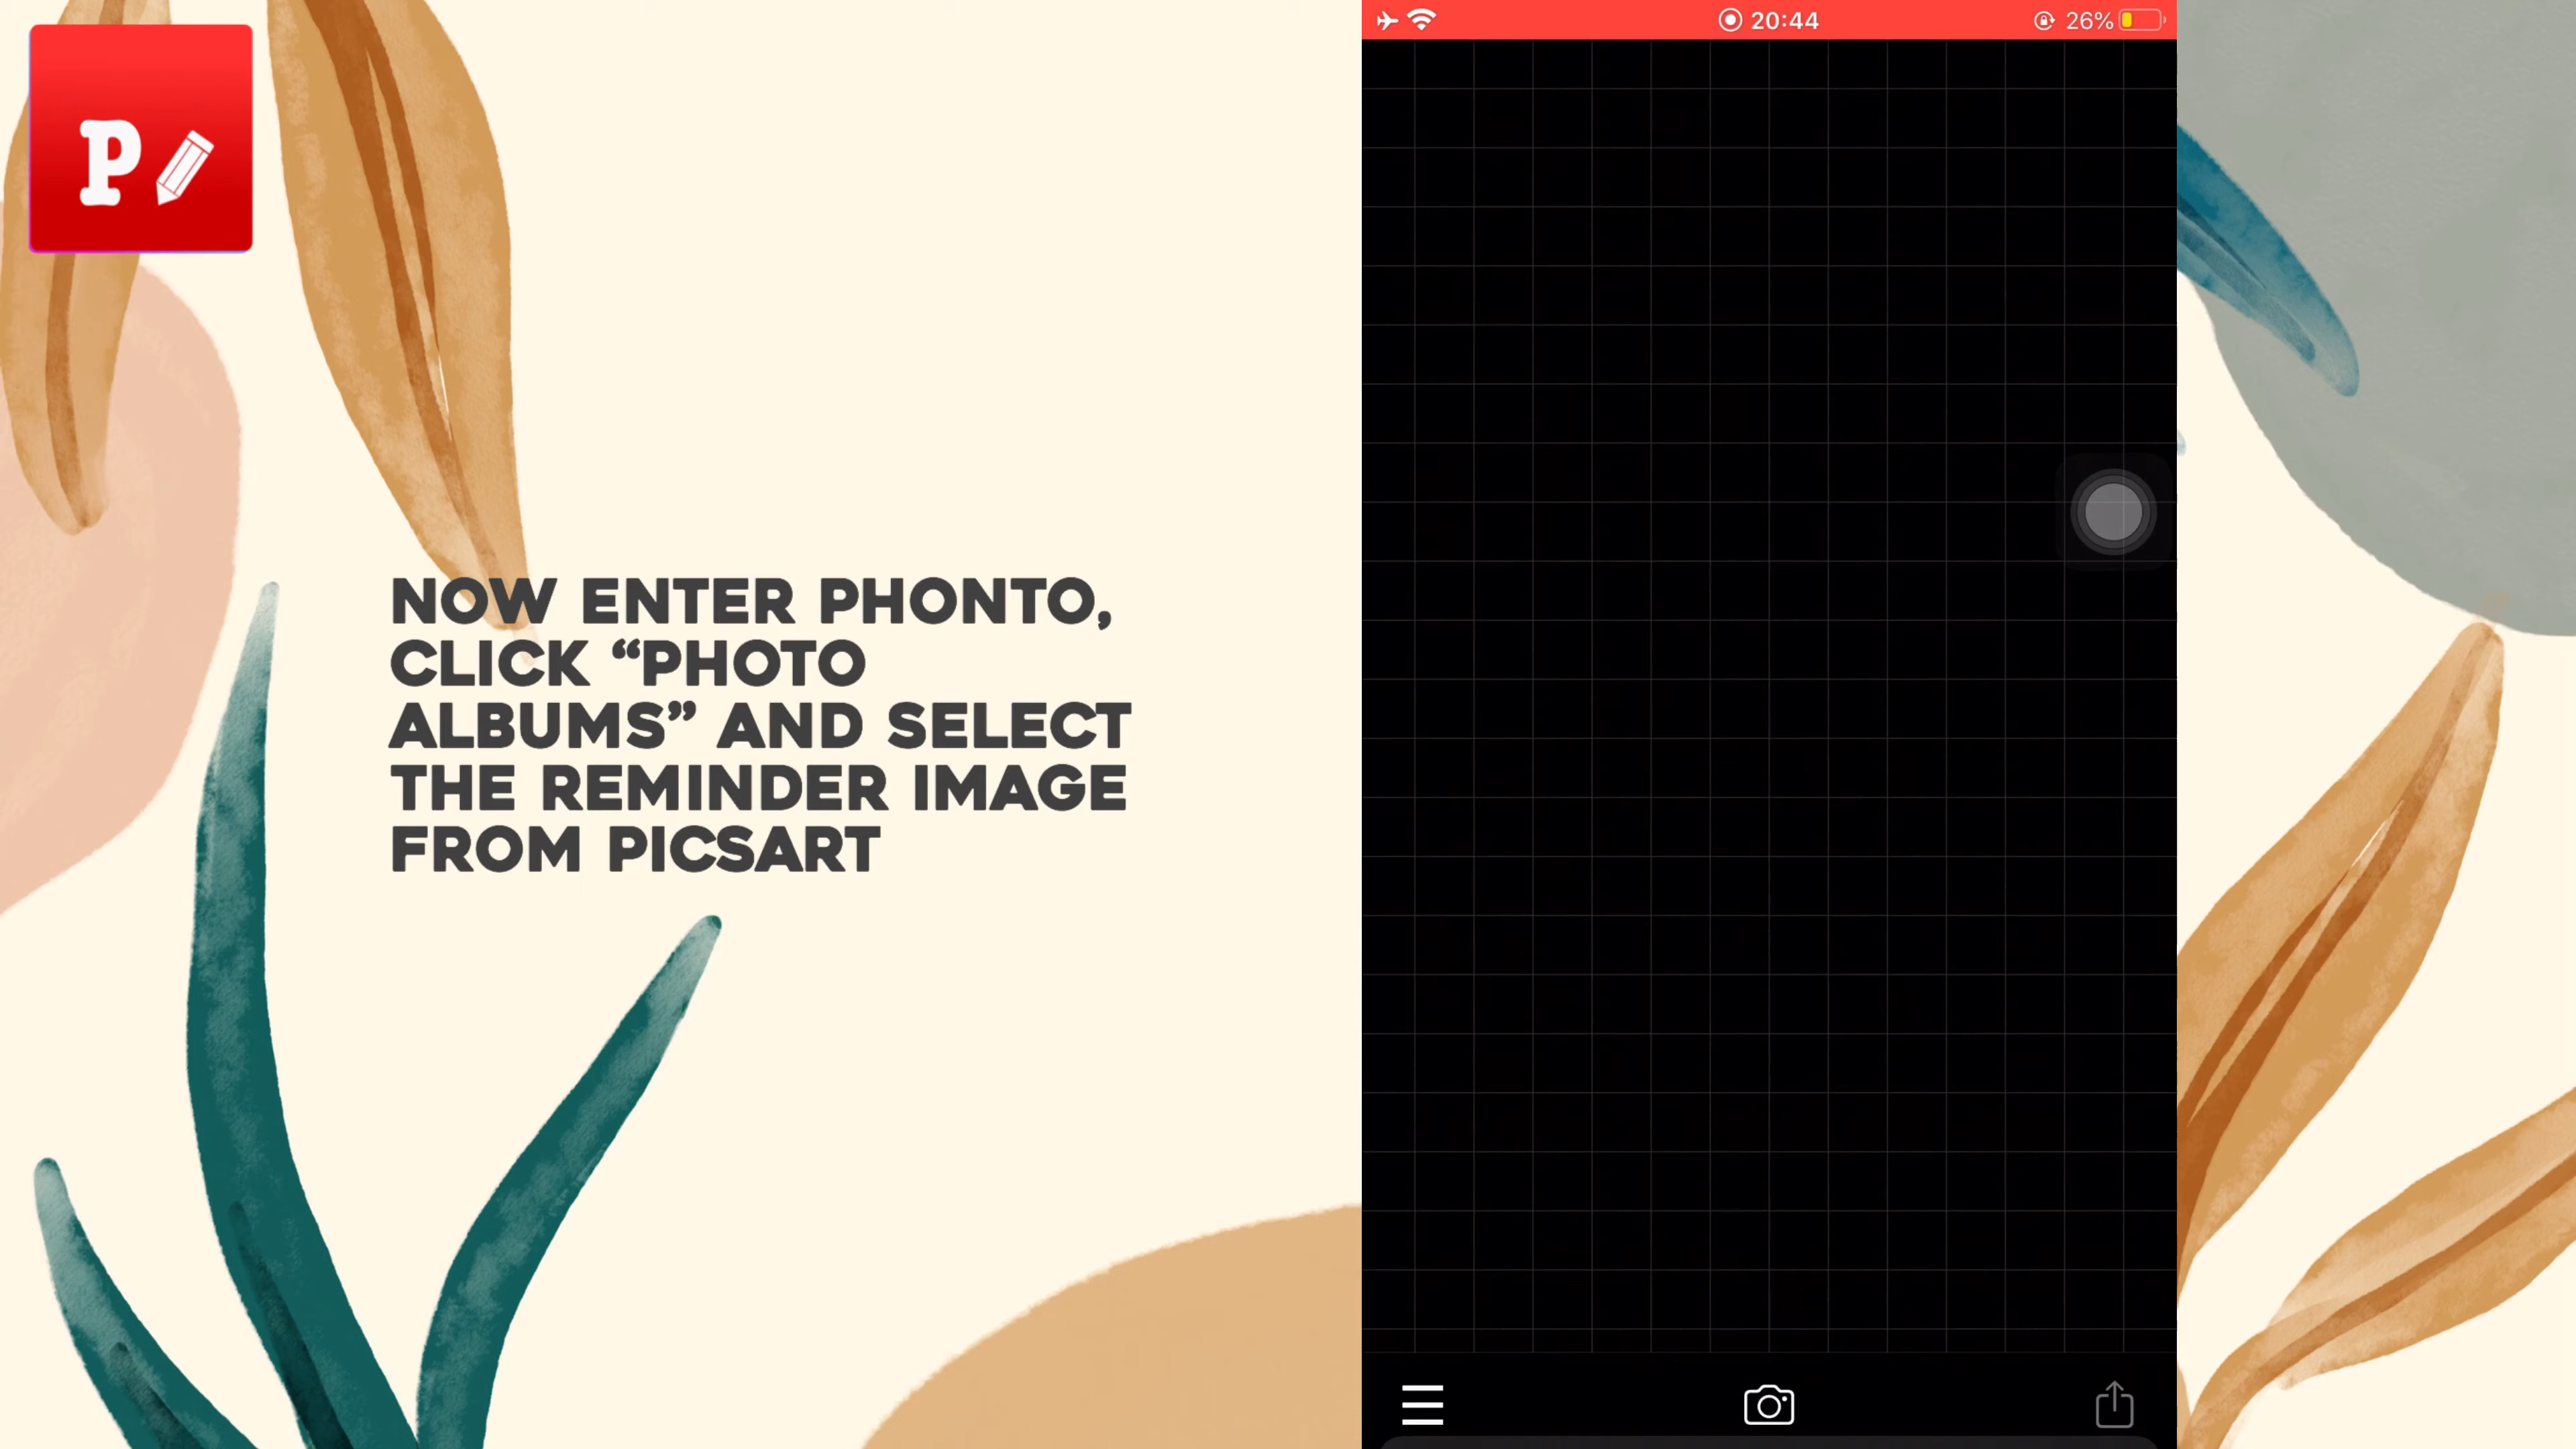 P
20:44
26%
NOW ENTER PHONTO,
CLICK “PHOTO
ALBUMS” AND SELECT
THE REMINDER IMAGE
FROM PICSART